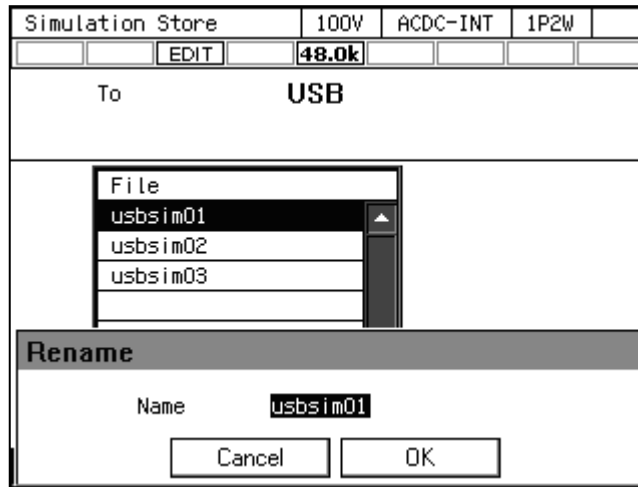 Simulation Store 100V ACDC-INT 1P2W
EDIT 48.0k
To USB
File
usbsim01
usbsim02
usbsim03
Rename
Name usbsim01
Cancel OK